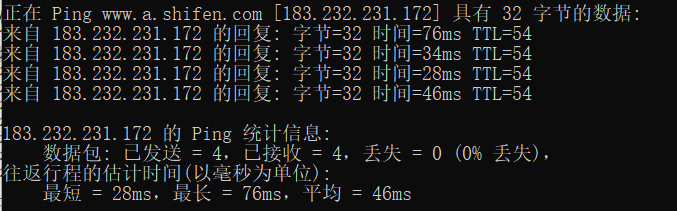 正在 Ping www.a.shifen.com [183.232.231.172] 具有 32 字节的数据:
来自 183.232.231.172 的回复: 字节=32 时间=76ms TTL=54
来自 183.232.231.172 的回复: 字节=32 时间=34ms TTL=54
来自 183.232.231.172 的回复: 字节=32 时间=28ms TTL=54
来自 183.232.231.172 的回复: 字节=32 时间=46ms TTL=54
183.232.231.172 的 Ping 统计信息:
数据包: 已发送 = 4，已接收 = 4，丢失 = 0 (0% 丢失)，
往返行程的估计时间(以毫秒为单位):
最短 = 28ms，最长 = 76ms，平均 = 46ms